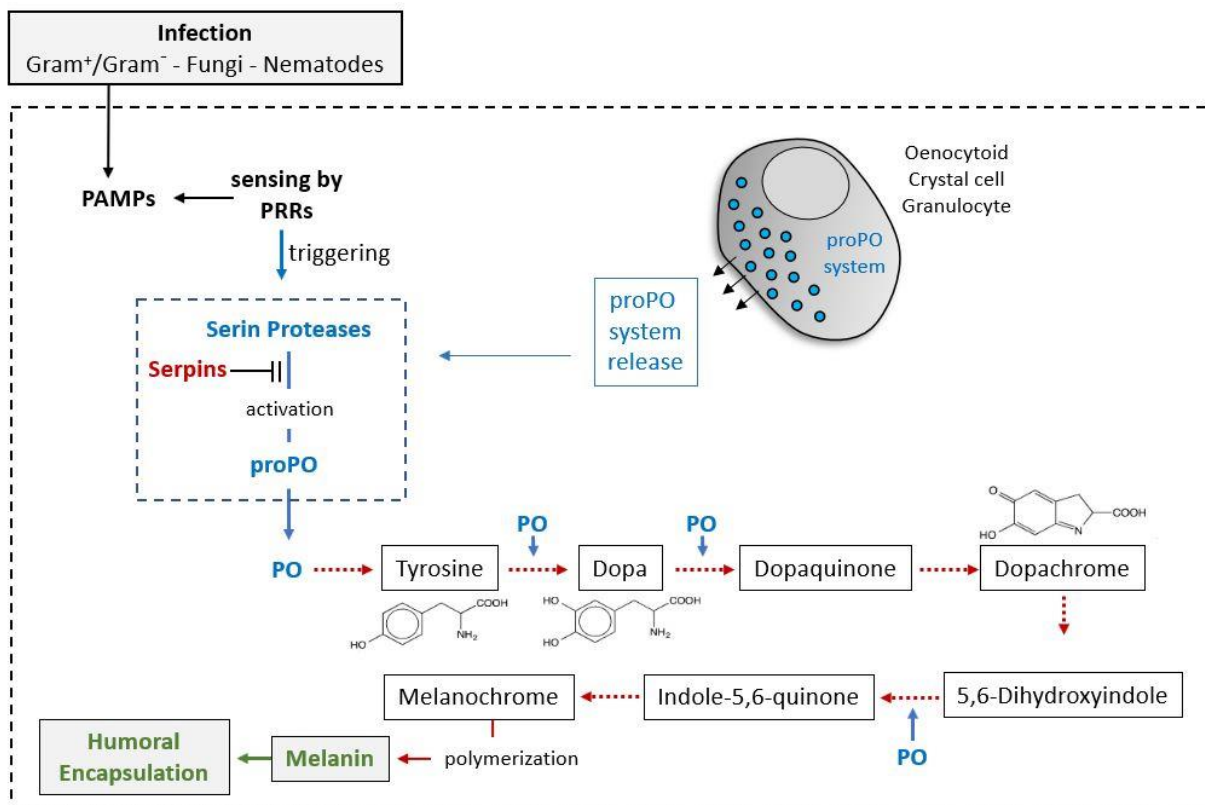 Infection
Gram⁺/Gram⁻ - Fungi - Nematodes
PAMPs
sensing by
PRRs
triggering
Oenocytoid
Crystal cell
Granulocyte
proPO
system
proPO
system
release
Serin Proteases
Serpins
activation
proPO
PO
PO
PO
Tyrosine
Dopa
Dopaquinone
Dopachrome
O
HO
N
COOH
HO
COOH
NH₂
HO
HO
COOH
NH₂
Melanochrome
Indole-5,6-quinone
5,6-Dihydroxyindole
PO
polymerization
Melanin
Humoral
Encapsulation